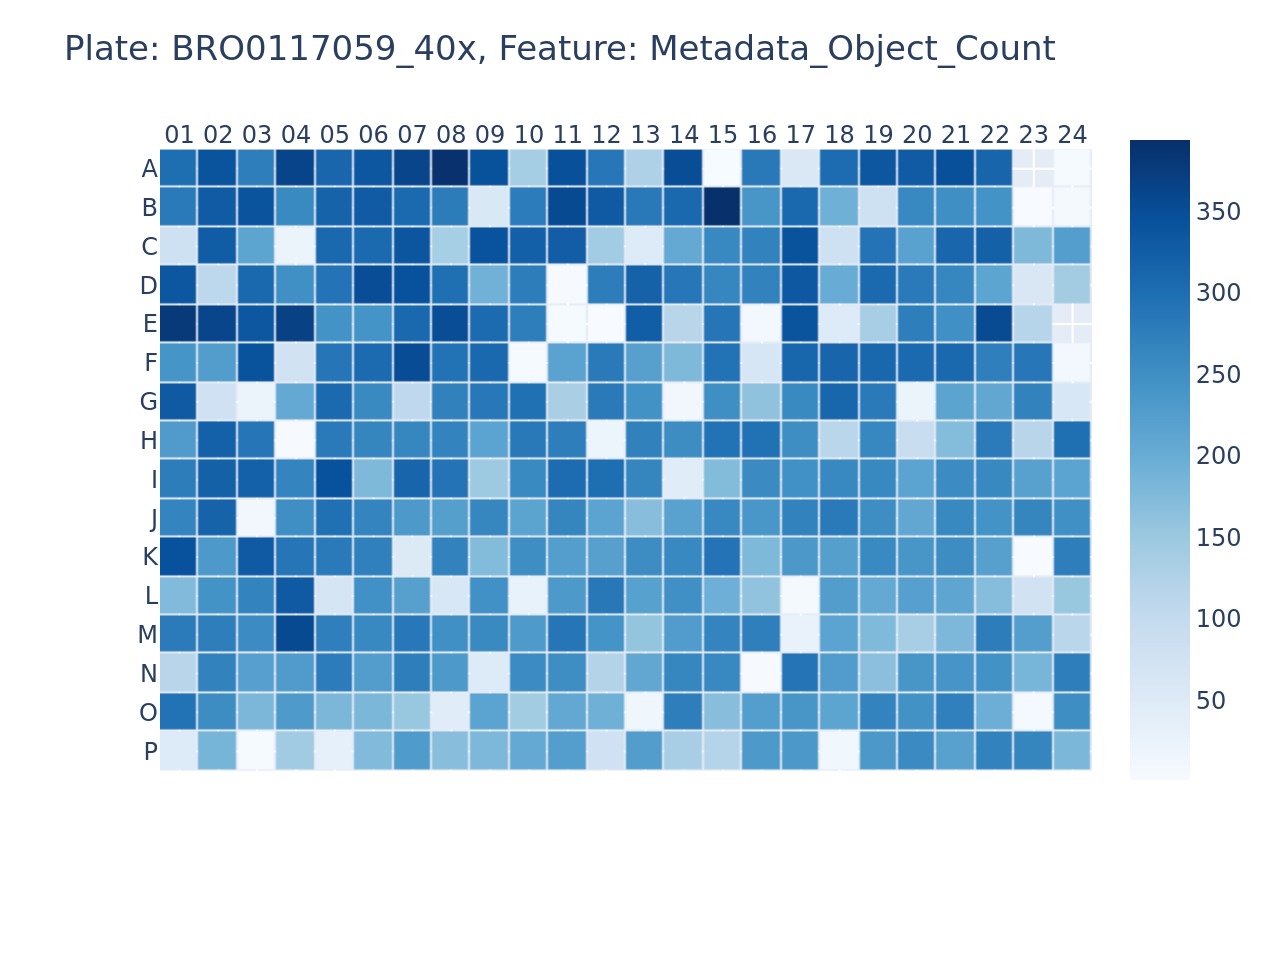 Plate: BRO0117059_40x, Feature: Metadata_Object_Count
01 02 03 04 05 06 07 08 09 10 11 12 13 14 15 16 17 18 19 20 21 22 23 24
A
B
C
D
E
F
G
H
I
J
K
L
M
N
O
P
350
300
250
200
150
100
50